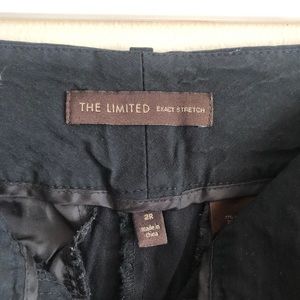 THE LIMITED EXACT STRETCH
2R
made in
china